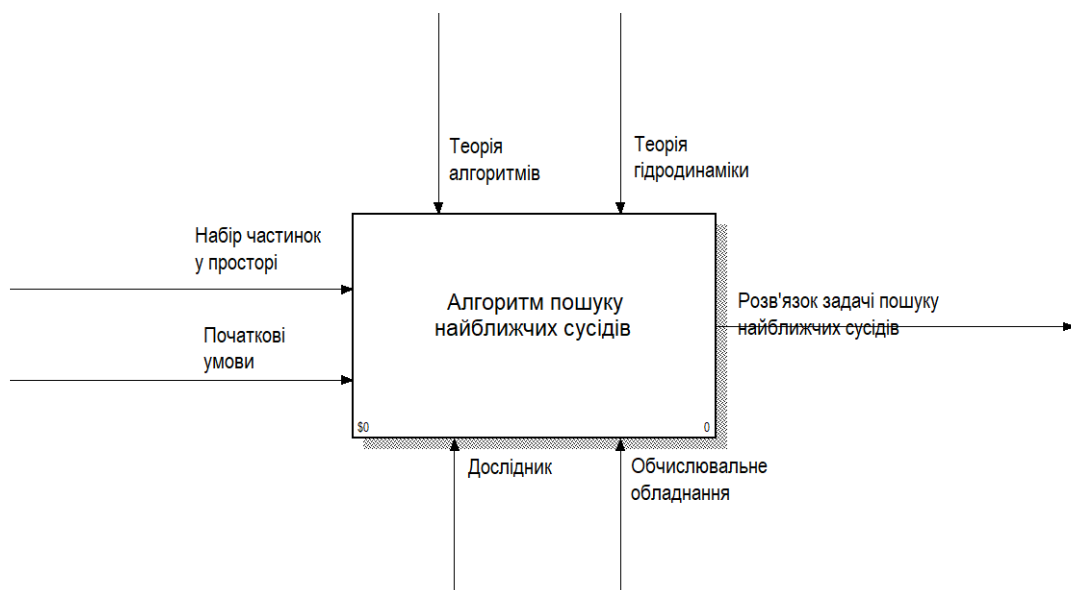 Теорія
алгоритмів
Теорія
гідродинаміки
Набір частинок
у просторі
Початкові
умови
Алгоритм пошуку
найближчих сусідів
Розв'язок задачі пошуку
найближчих сусідів
$0
0
Дослідник
Обчислювальне
обладнання